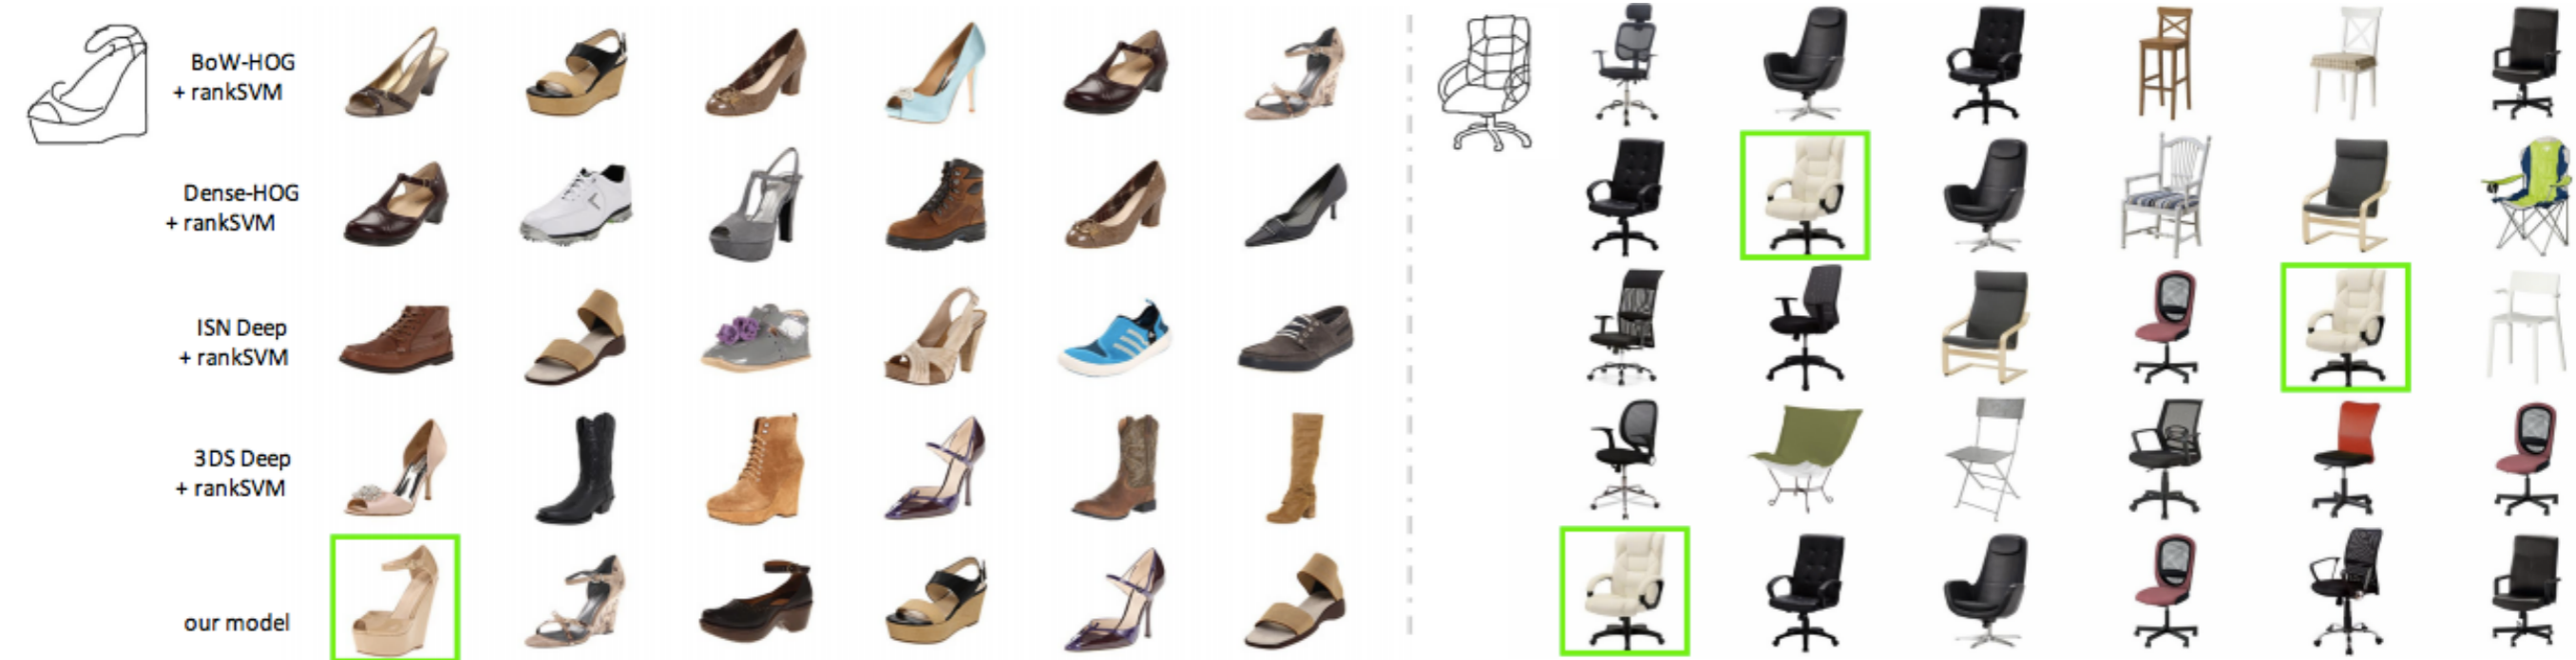 BoW-HOG
+ rankSVM
Dense-HOG
+ rankSVM
ISN Deep
+ rankSVM
3DS Deep
+ rankSVM
our model